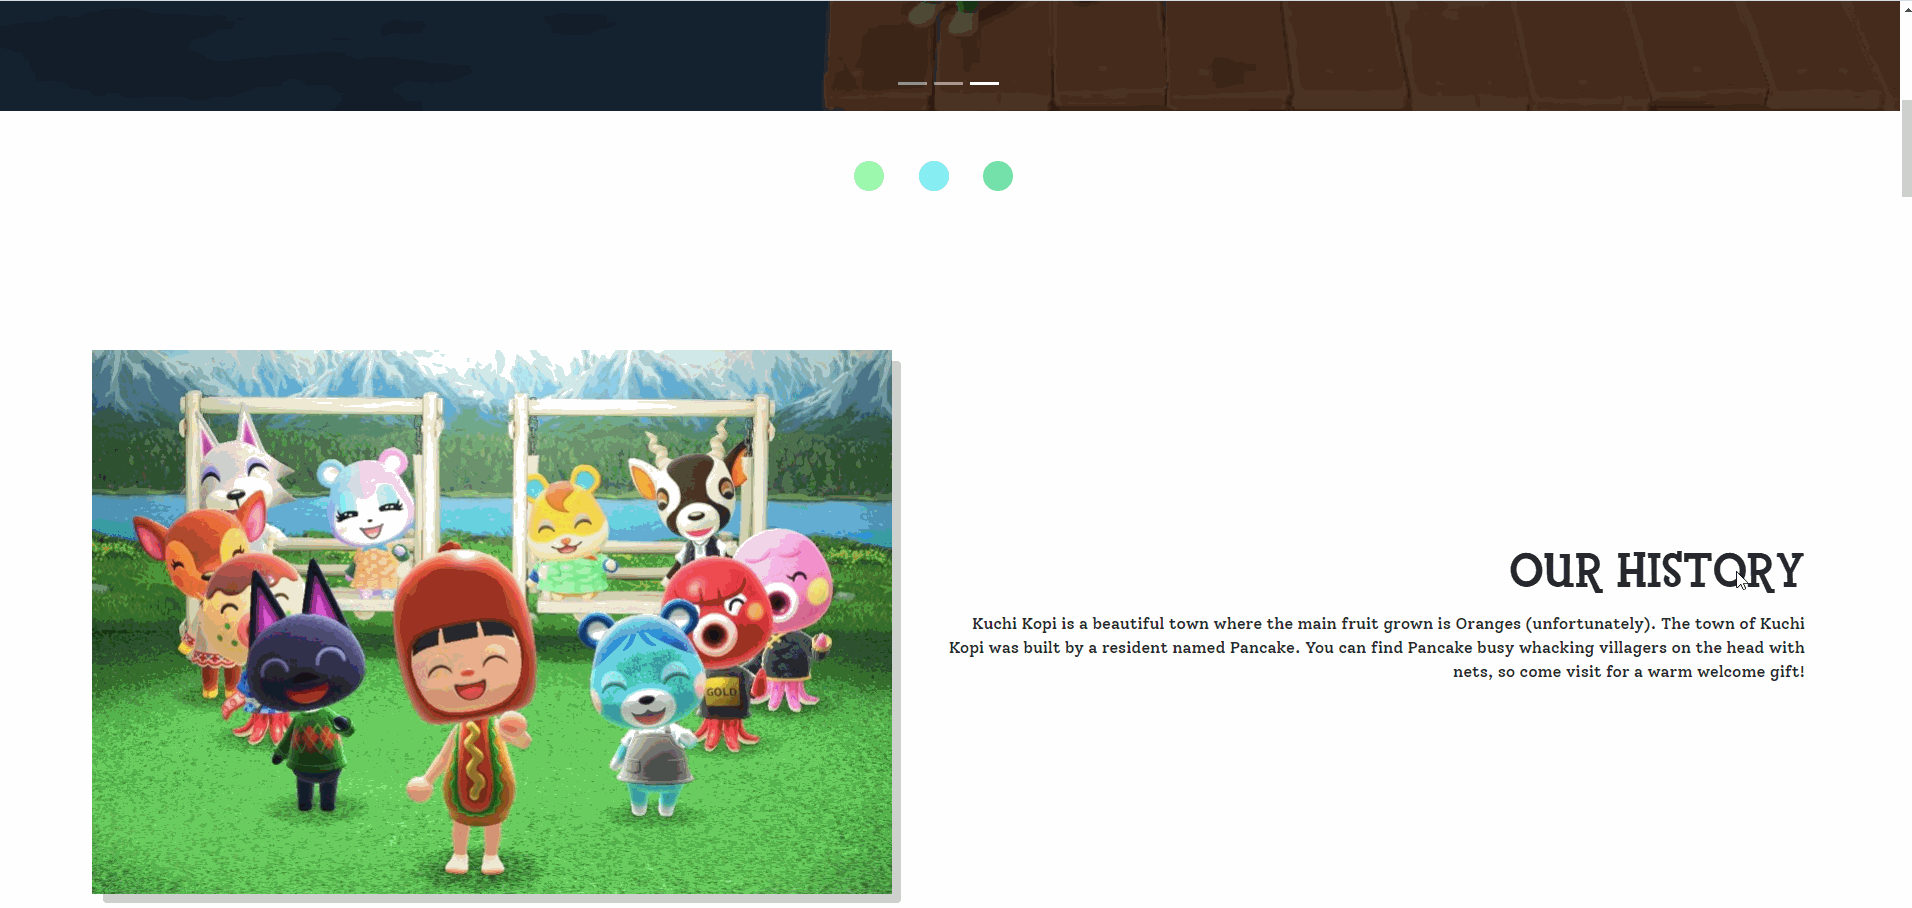 OUR HISTORY
Kuchi Kopi is a beautiful town where the main fruit grown is Oranges (unfortunately). The town of Kuchi
Kopi was built by a resident named Pancake. You can find Pancake busy whacking villagers on the head with
nets, so come visit for a warm welcome gift!
GOLD